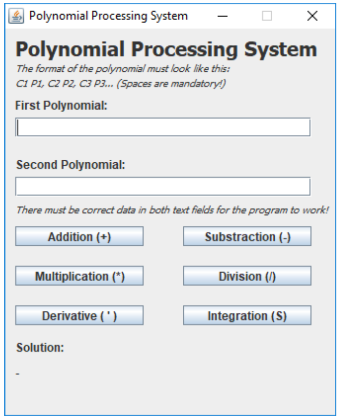 Polynomial Processing System
Polynomial Processing System
The format of the polynomial must look like this:
C1 P1, C2 P2, C3 P3... (Spaces are mandatory!)
First Polynomial:
Second Polynomial:
There must be correct data in both text fields for the program to work!
Addition (+) Substraction (-)
Multiplication (*) Division (/)
Derivative ( ' ) Integration (S)
Solution:
-